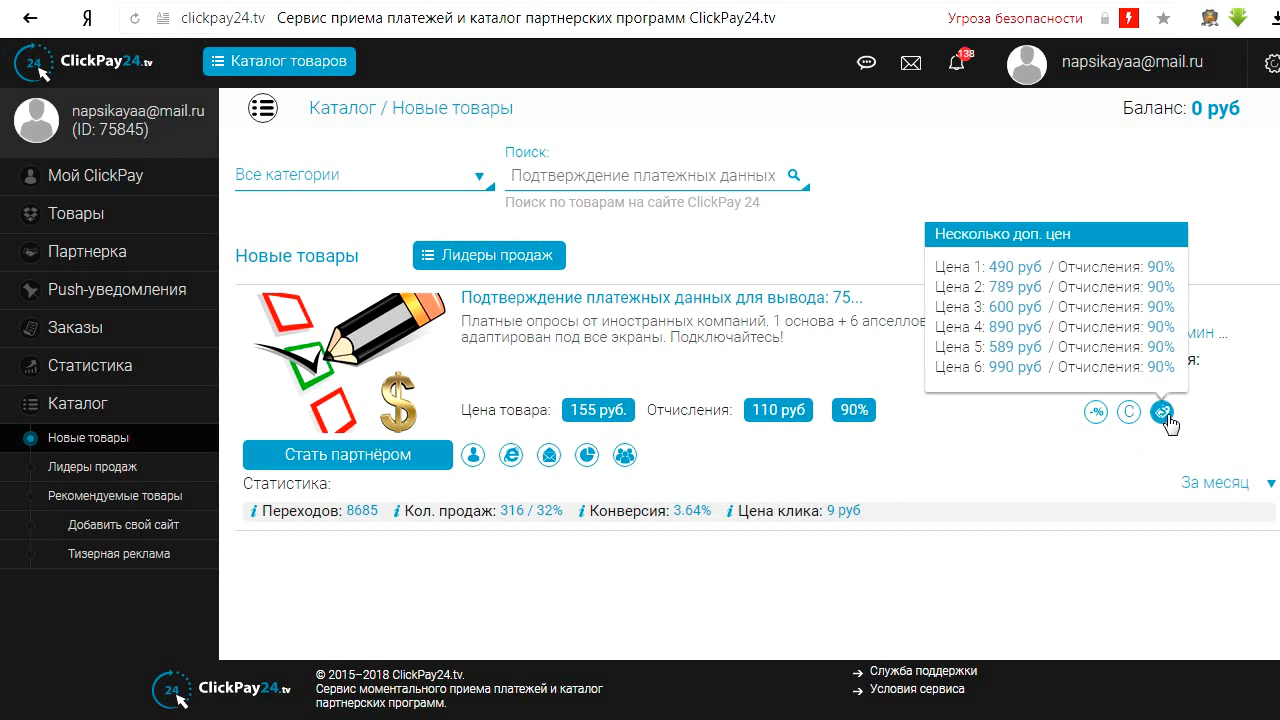 clickpay24.tv Сервис приема платежей и каталог партнерских программ ClickPay24.tv Угроза безопасности
24 ClickPay24.tv
Каталог товаров
138
napsikayaa@mail.ru
napsikayaa@mail.ru
(ID: 75845)
Мой ClickPay
Товары
Партнерка
Push-уведомления
Заказы
Статистика
Каталог
Новые товары
Лидеры продаж
Рекомендуемые товары
Добавить свой сайт
Тизерная реклама
Каталог / Новые товары
Баланс: 0 руб
Все категории
Поиск:
Подтверждение платежных данных
Поиск по товарам на сайте ClickPay 24
Новые товары
Лидеры продаж
Несколько доп. цен
Цена 1: 490 руб / Отчисления: 90%
Цена 2: 789 руб / Отчисления: 90%
Цена 3: 600 руб / Отчисления: 90%
Цена 4: 890 руб / Отчисления: 90%
Цена 5: 589 руб / Отчисления: 90%
Цена 6: 990 руб / Отчисления: 90%
Подтверждение платежных данных для вывода: 75...
Платные опросы от иностранных компаний. 1 основа + 6 апселлов
адаптирован под все экраны. Подключайтесь!
мин ...
я:
Цена товара: 155 руб. Отчисления: 110 руб 90%
-% C
Стать партнёром
Статистика:
За месяц
Переходов: 8685 Кол. продаж: 316 / 32% Конверсия: 3.64% Цена клика: 9 руб
24 ClickPay24.tv
© 2015–2018 ClickPay24.tv.
Сервис моментального приема платежей и каталог
партнерских программ.
Служба поддержки
Условия сервиса